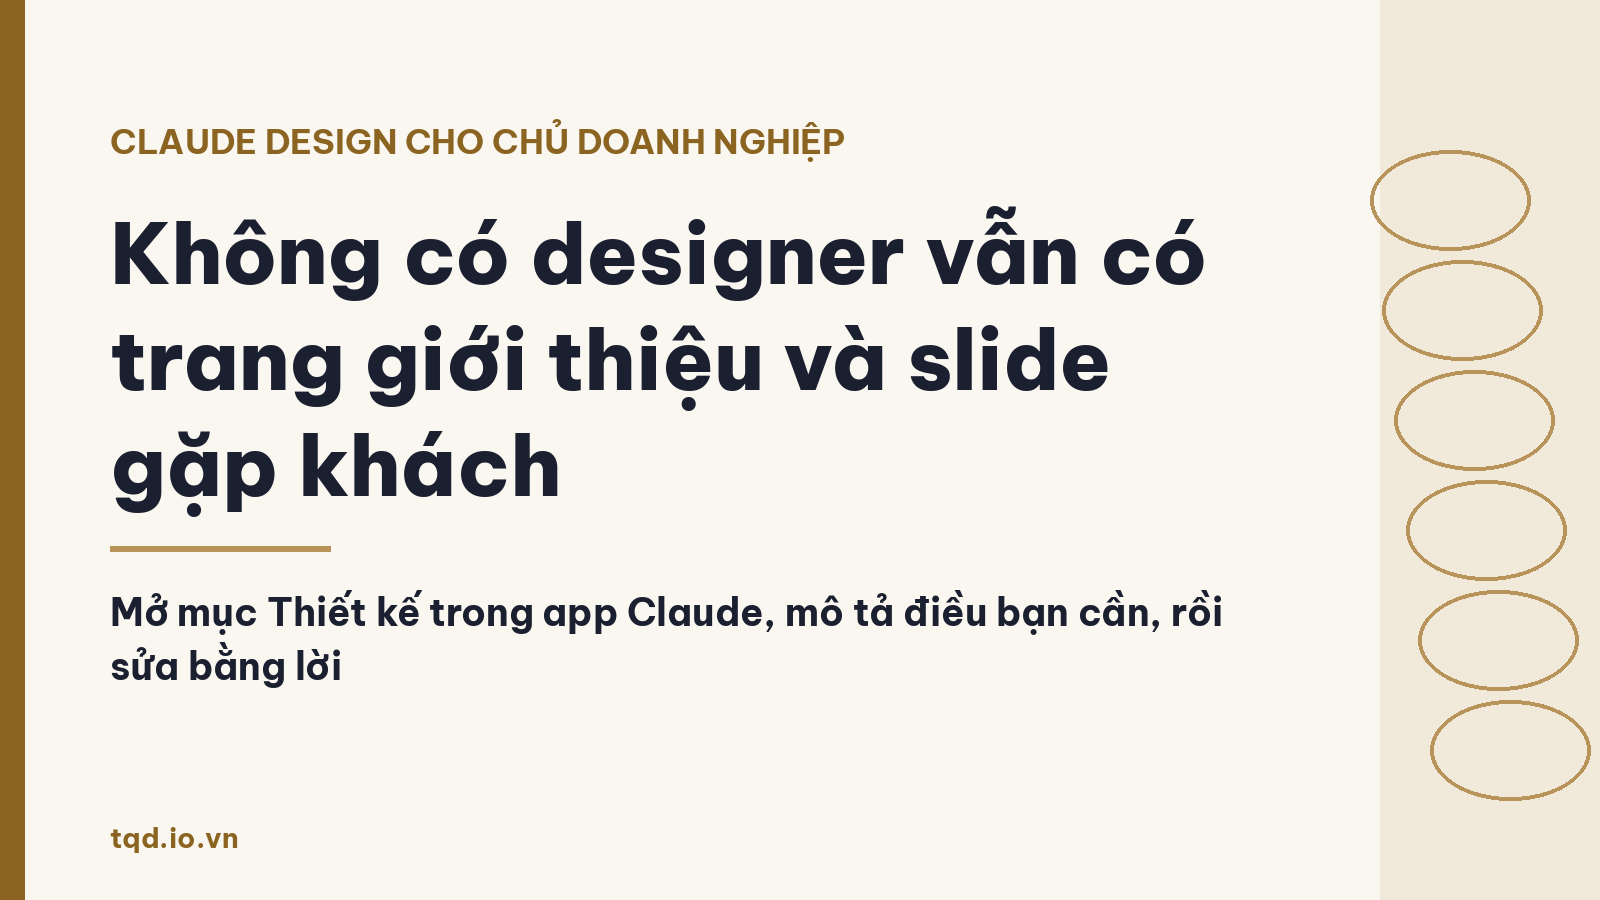 CLAUDE DESIGN CHO CHỦ DOANH NGHIỆP
Không có designer vẫn có
trang giới thiệu và slide
gặp khách
Mở mục Thiết kế trong app Claude, mô tả điều bạn cần, rồi
sửa bằng lời
tqd.io.vn